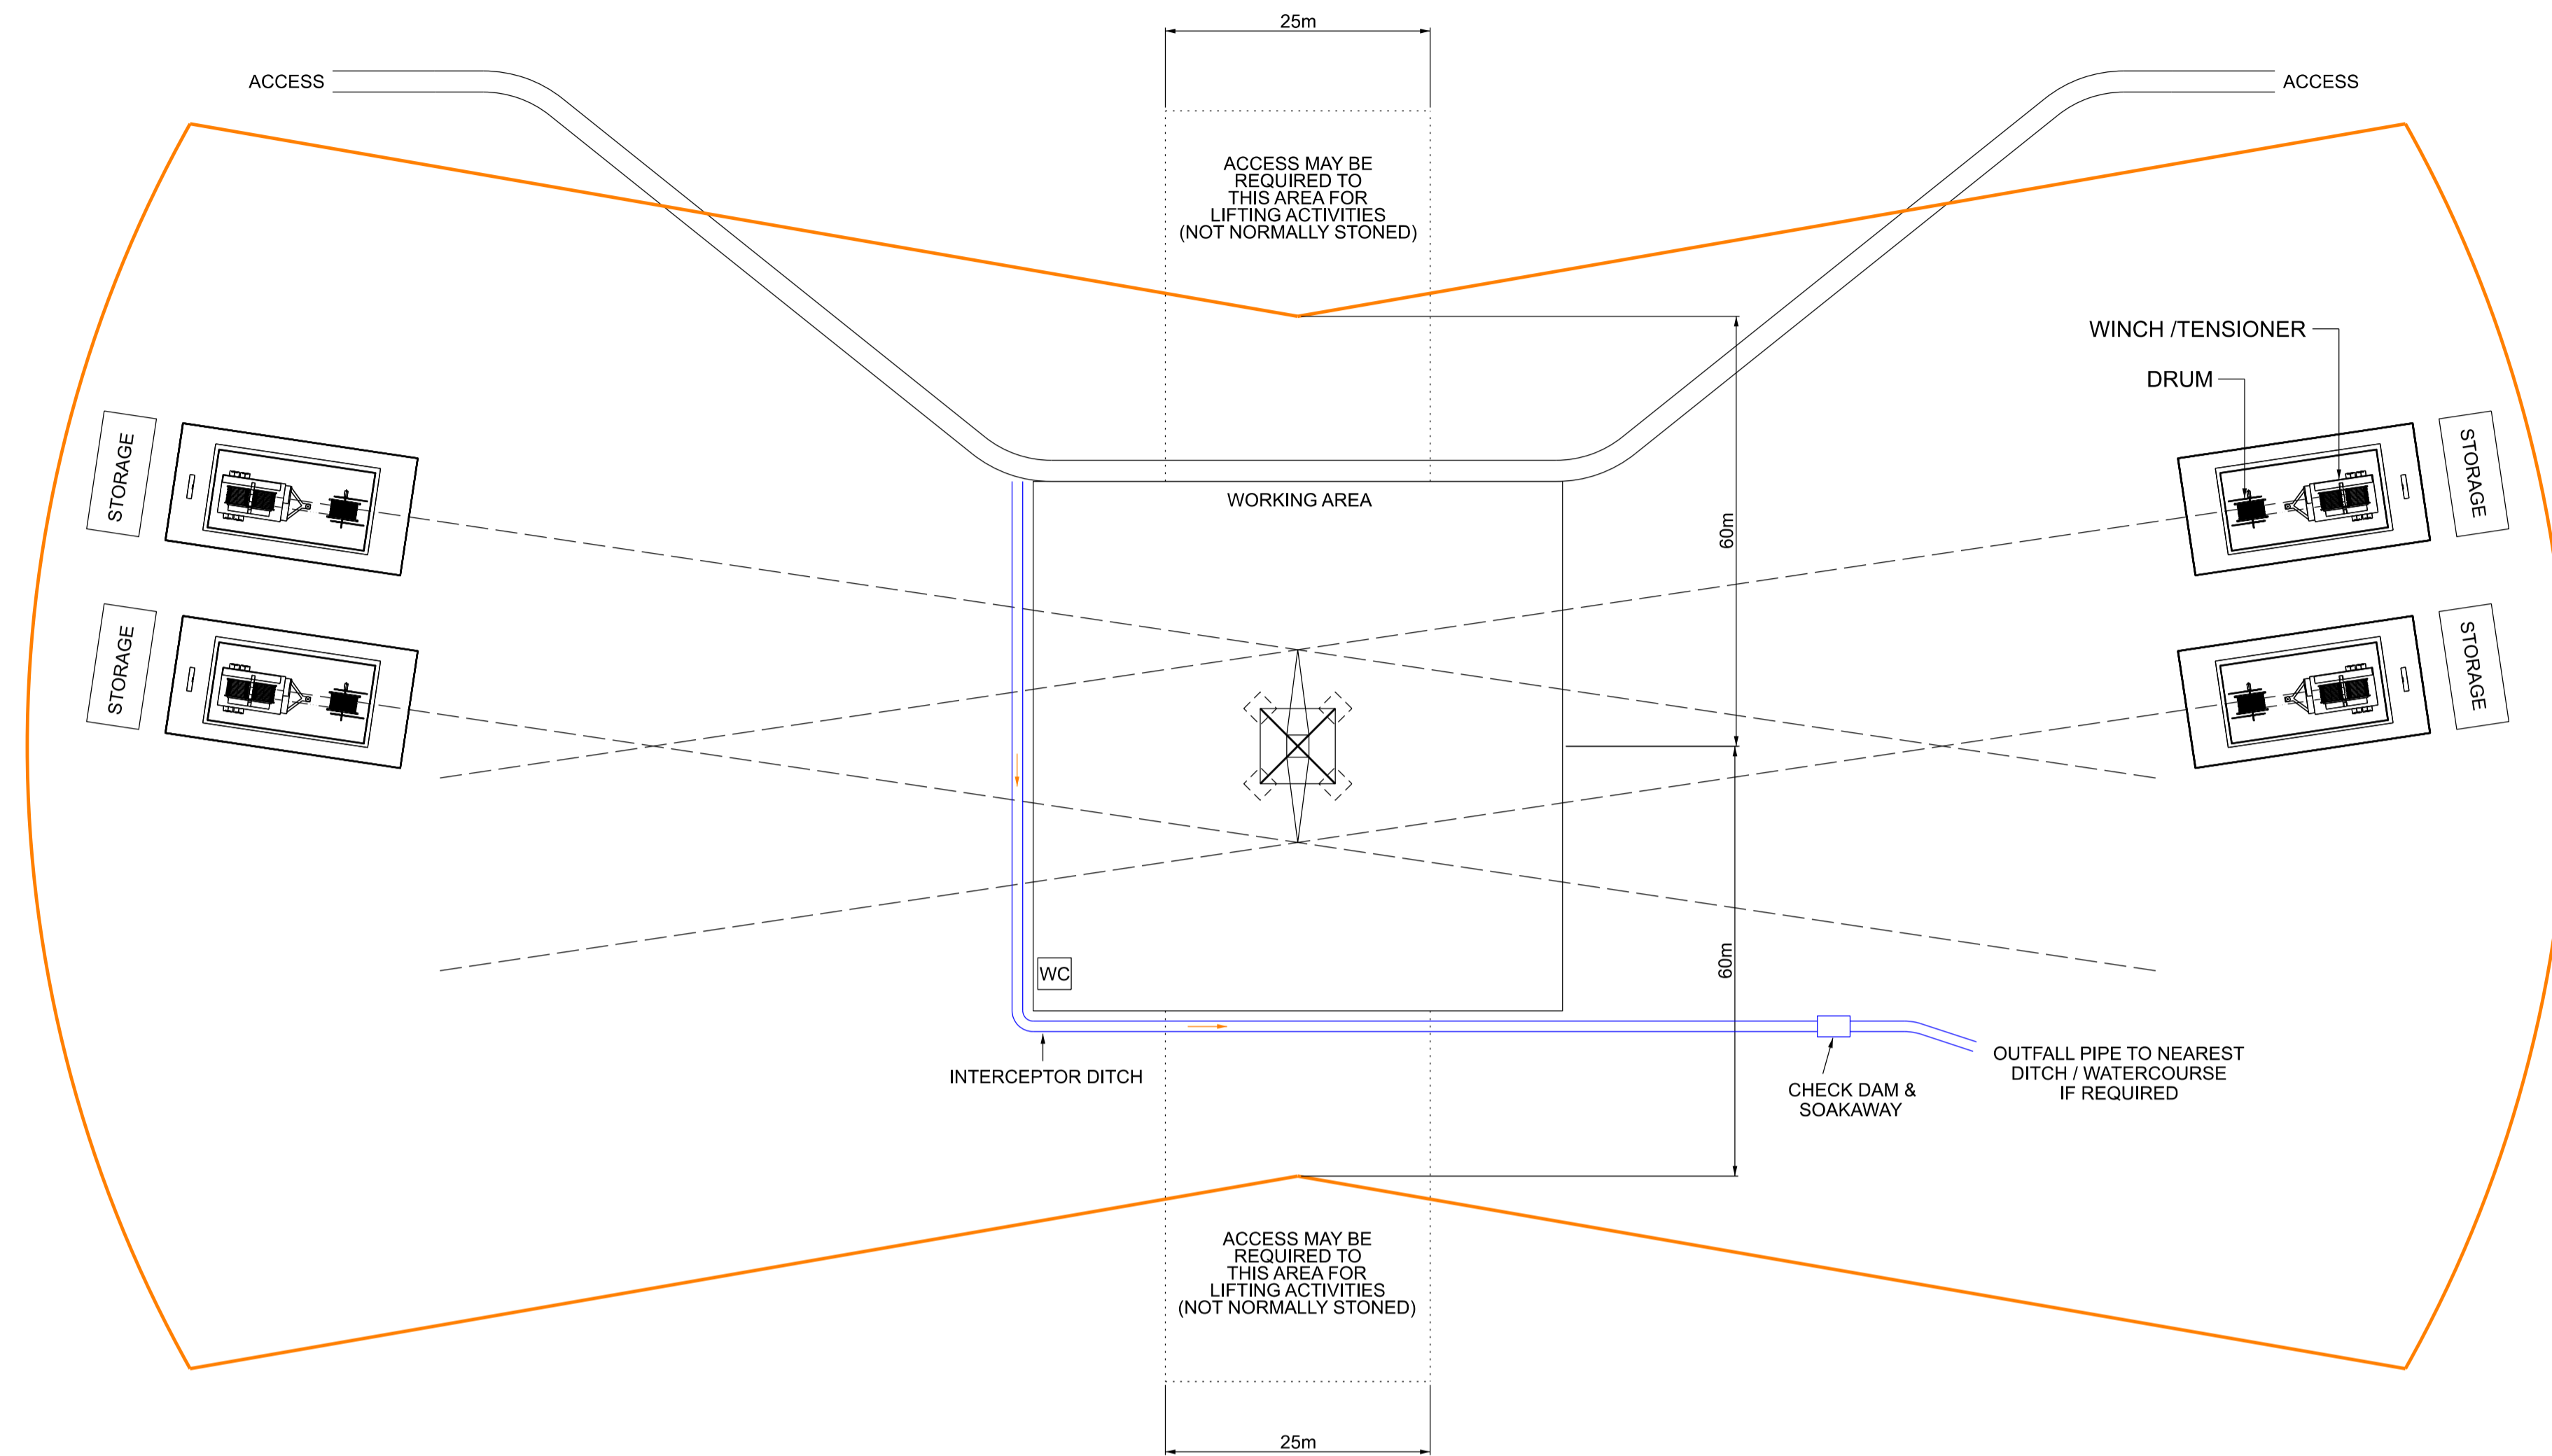 25m
ACCESS
ACCESS
ACCESS MAY BE
REQUIRED TO
THIS AREA FOR
LIFTING ACTIVITIES
(NOT NORMALLY STONED)
WINCH /TENSIONER
DRUM
STORAGE
STORAGE
WORKING AREA
60m
STORAGE
STORAGE
60m
WC
INTERCEPTOR DITCH
CHECK DAM &
SOAKAWAY
OUTFALL PIPE TO NEAREST
DITCH / WATERCOURSE
IF REQUIRED
ACCESS MAY BE
REQUIRED TO
THIS AREA FOR
LIFTING ACTIVITIES
(NOT NORMALLY STONED)
25m